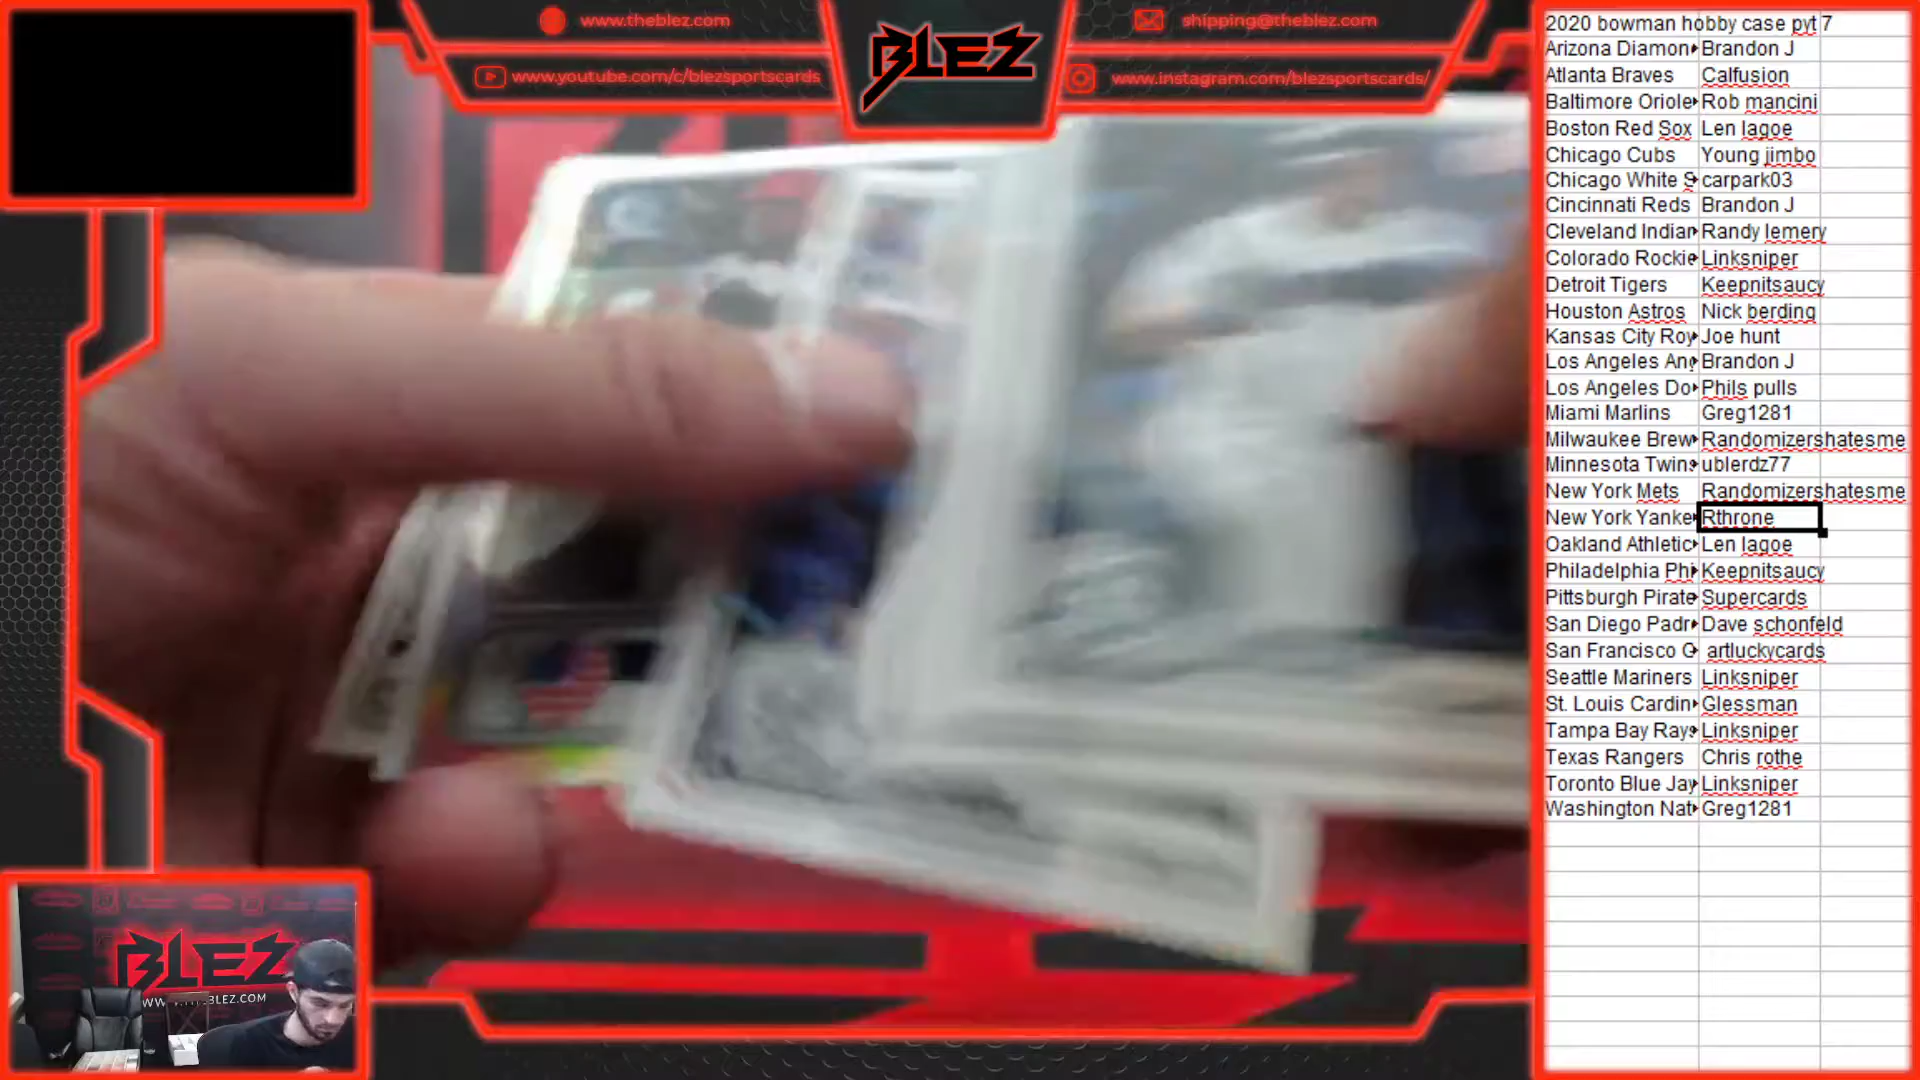 www.theblez.com
shipping@theblez.com
www.youtube.com/c/blezsportscards
www.instagram.com/blezsportscards/
BLEZ
2020 bowman hobby case pyt 7
Arizona Diamon Brandon J
Atlanta Braves Calfusion
Baltimore Oriole Rob mancini
Boston Red Sox Len lagoe
Chicago Cubs Young jimbo
Chicago White S carpark03
Cincinnati Reds Brandon J
Cleveland Indian Randy lemery
Colorado Rockie Linksniper
Detroit Tigers Keepnitsaucy
Houston Astros Nick berding
Kansas City Roy Joe hunt
Los Angeles Ang Brandon J
Los Angeles Do Phils pulls
Miami Marlins Greg1281
Milwaukee Brew Randomizershatesme
Minnesota Twins ublerdz77
New York Mets Randomizershatesme
New York Yanke Rthrone
Oakland Athletic Len lagoe
Philadelphia Phi Keepnitsaucy
Pittsburgh Pirate Supercards
San Diego Padr Dave schonfeld
San Francisco G artluckycards
Seattle Mariners Linksniper
St. Louis Cardin Glessman
Tampa Bay Rays Linksniper
Texas Rangers Chris rothe
Toronto Blue Jay Linksniper
Washington Nat Greg1281
BLEZ